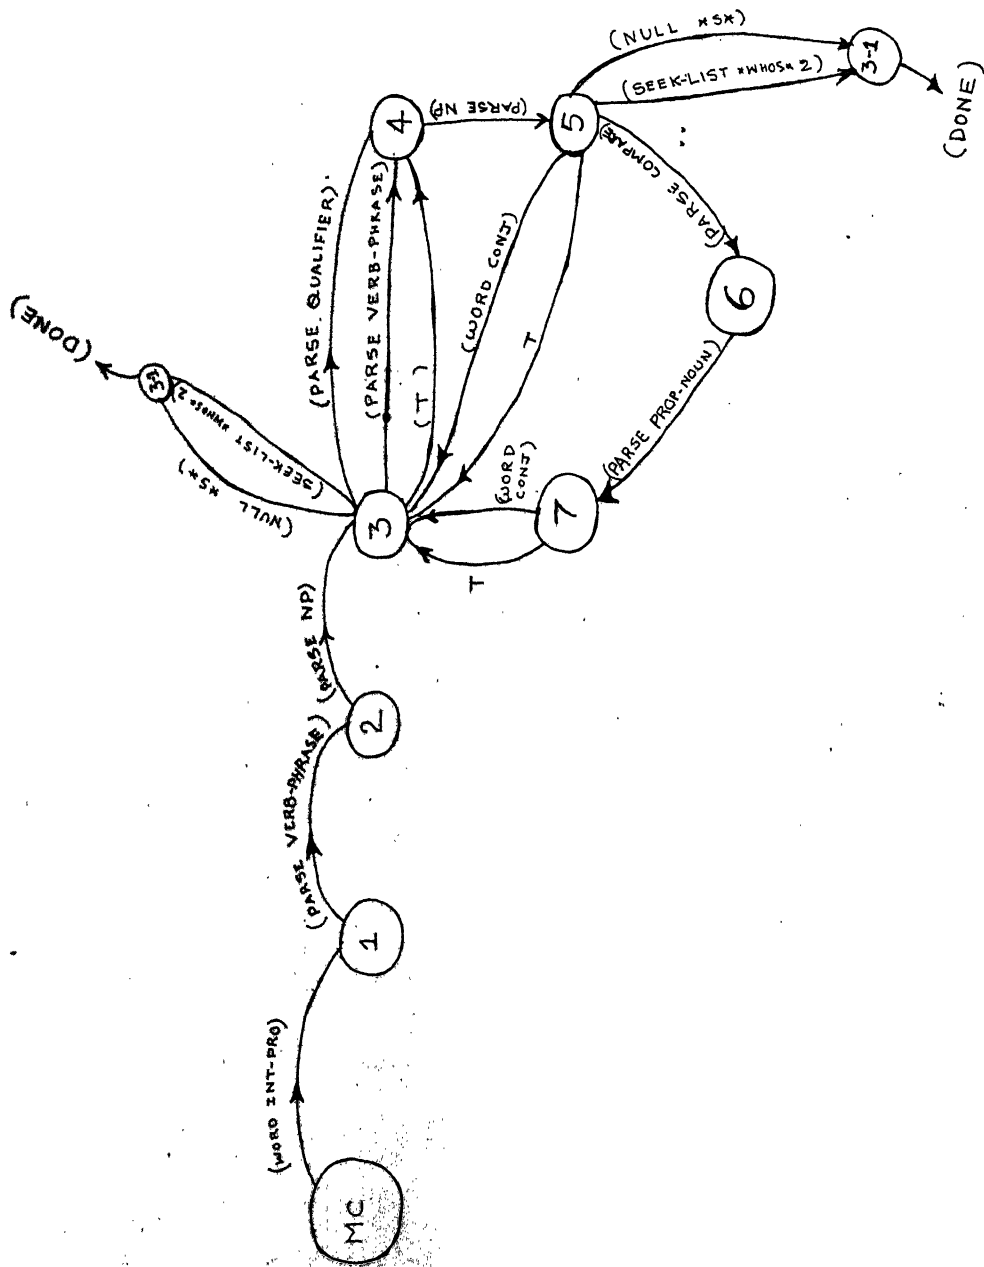 MC
(WORD INT-PRO)
1
(PARSE VERB-PHRASE)
2
(PARSE NP)
3
(NULL *S*)
(SEEK-LIST *WHOS* 2)
(DONE)
(PARSE QUALIFIER)
(PARSE VERB-PHRASE)
(T)
4
(PARSE NP)
5
(NULL *S*)
(SEEK-LIST *WHOS* 2)
3-1
(DONE)
(WORD CONJ)
T
(PARSE COMPARE)
6
(PARSE PROP-NOUN)
7
(WORD
CONJ)
T